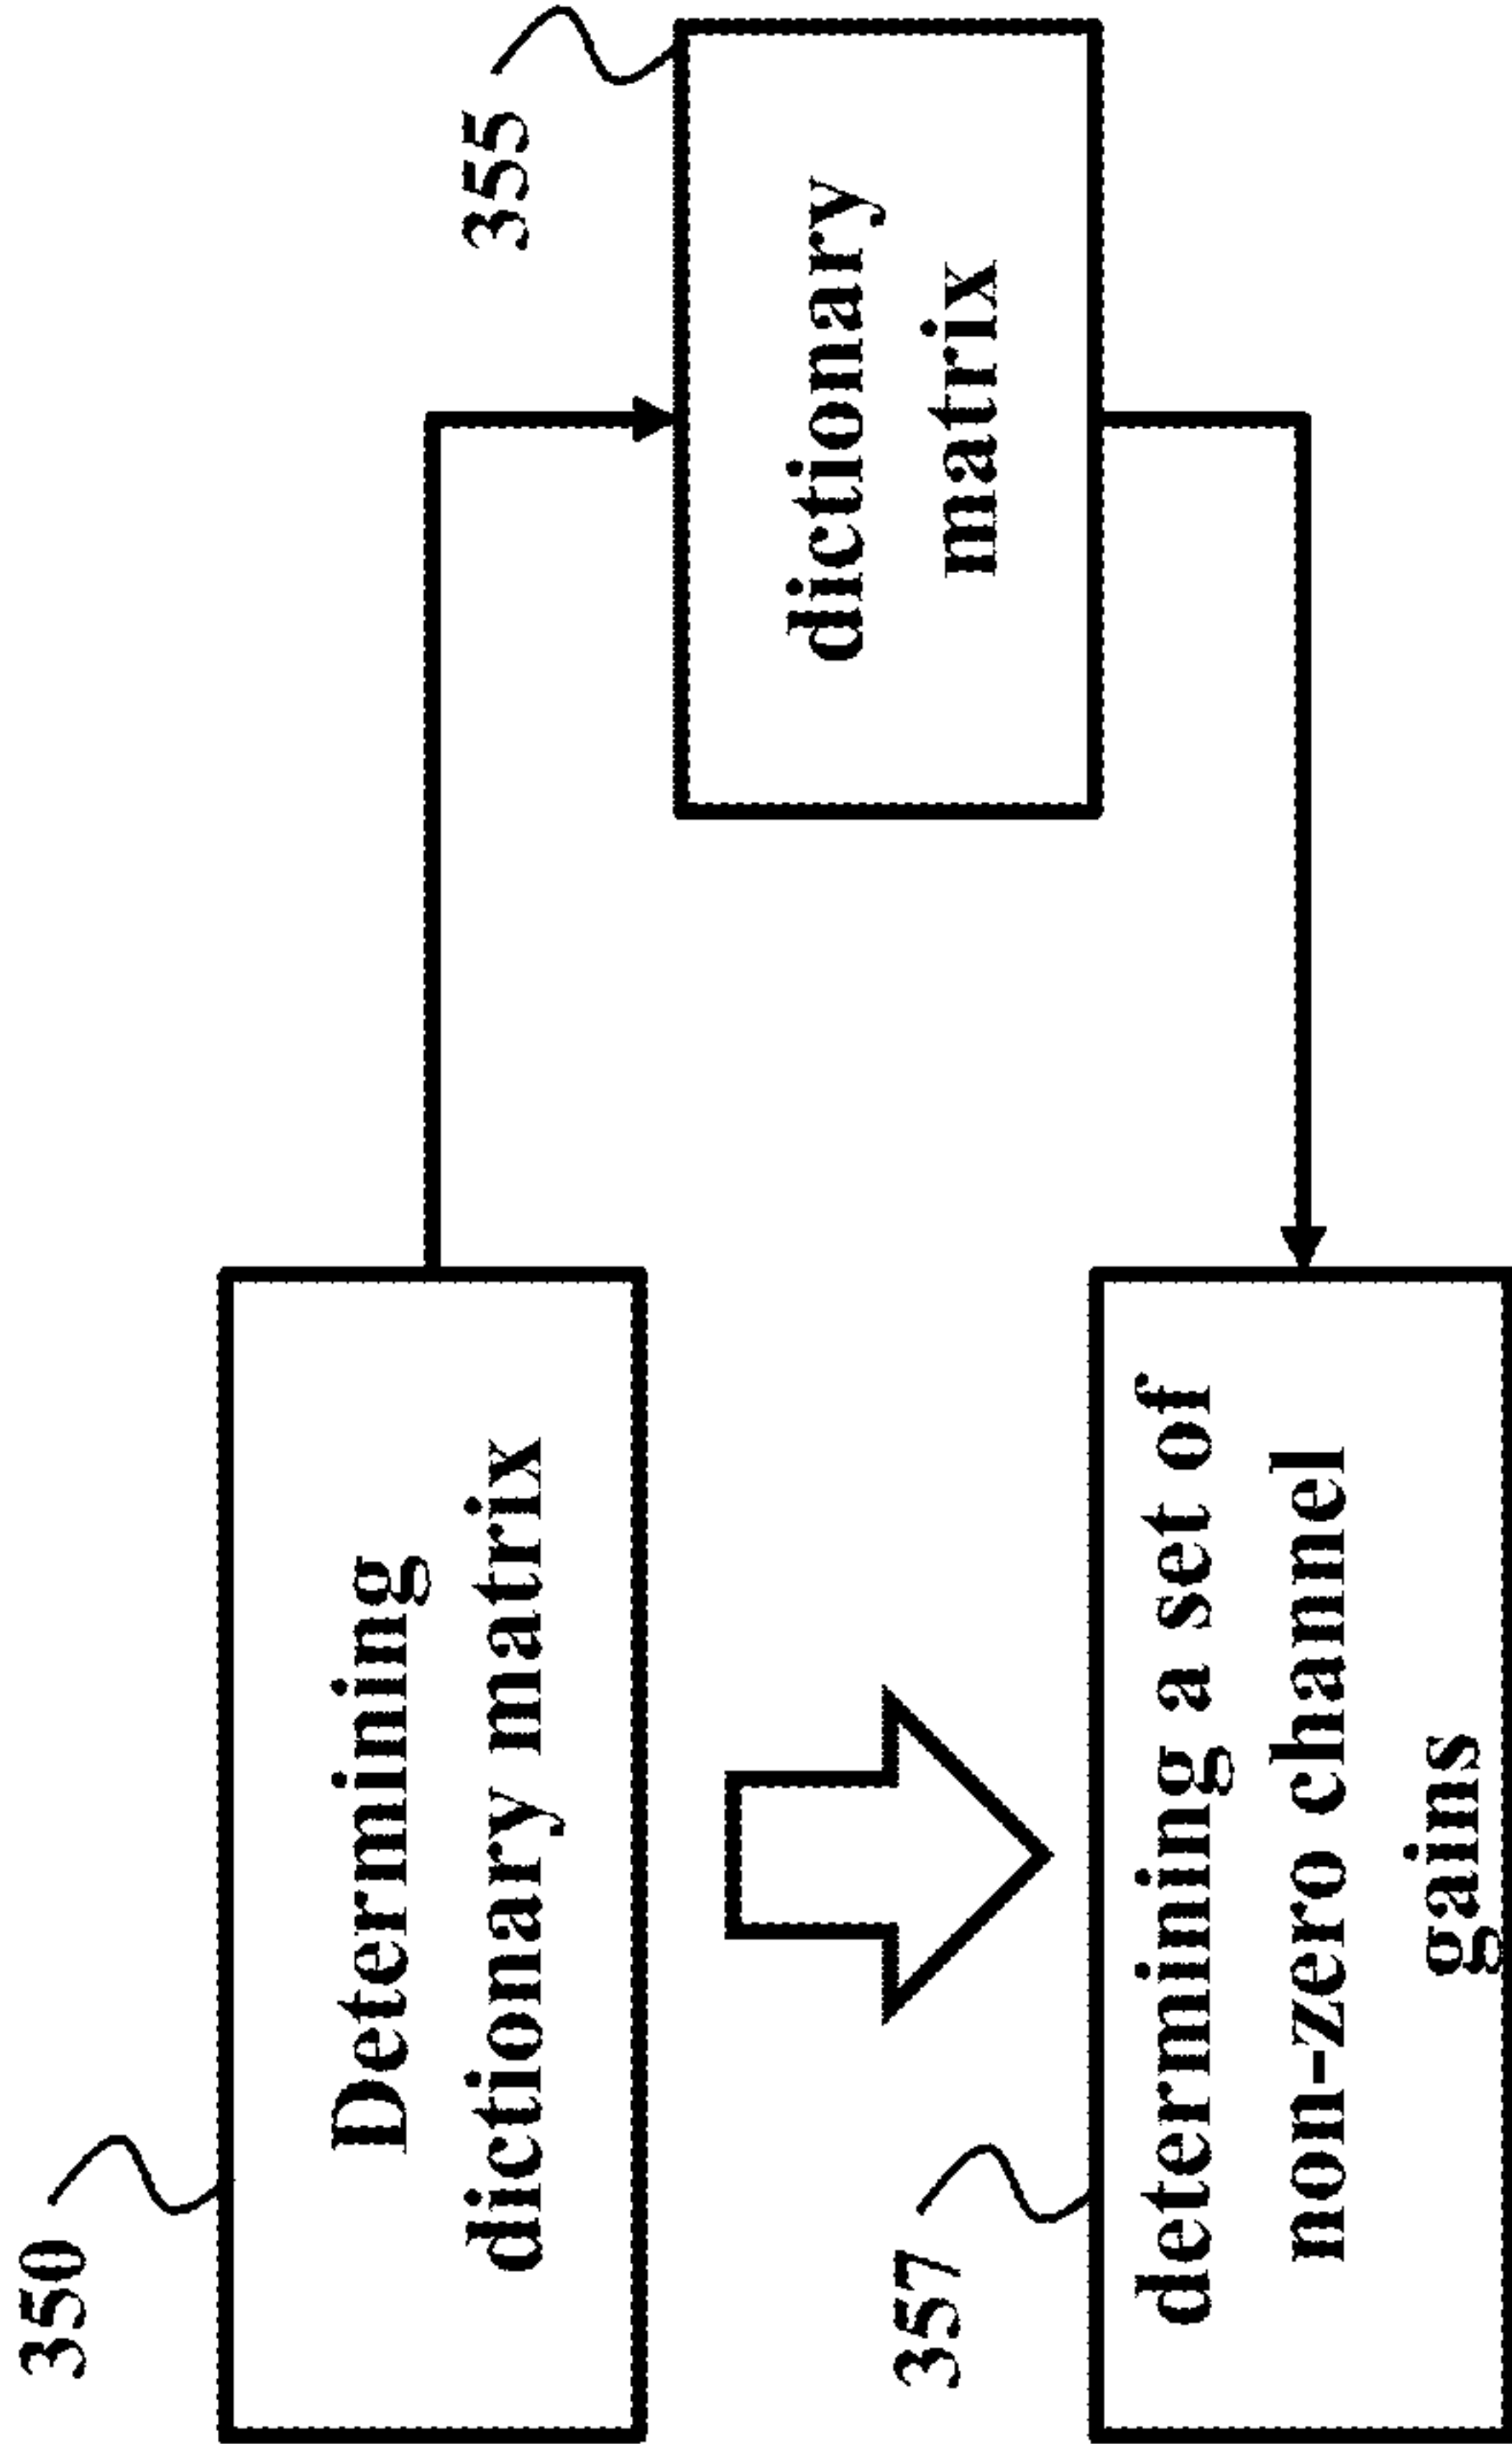 350
Determining
dictionary matrix
355
dictionary
matrix
357
determining a set of
non-zero channel
gains